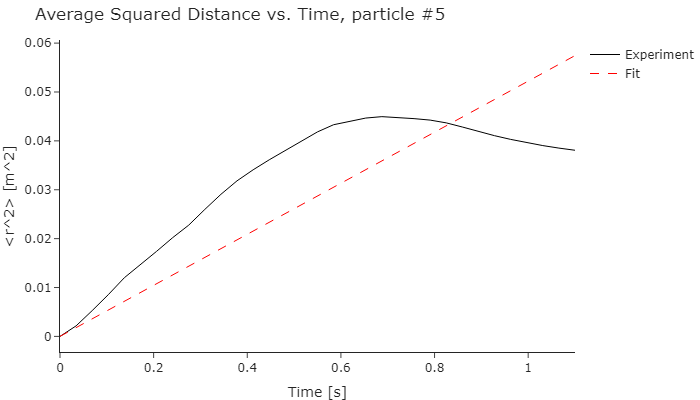 Average Squared Distance vs. Time, particle #5
0.06
0.05
0.04
0.03
0.02
0.01
0
<r^2> [m^2]
0 0.2 0.4 0.6 0.8 1
Time [s]
Experiment
Fit